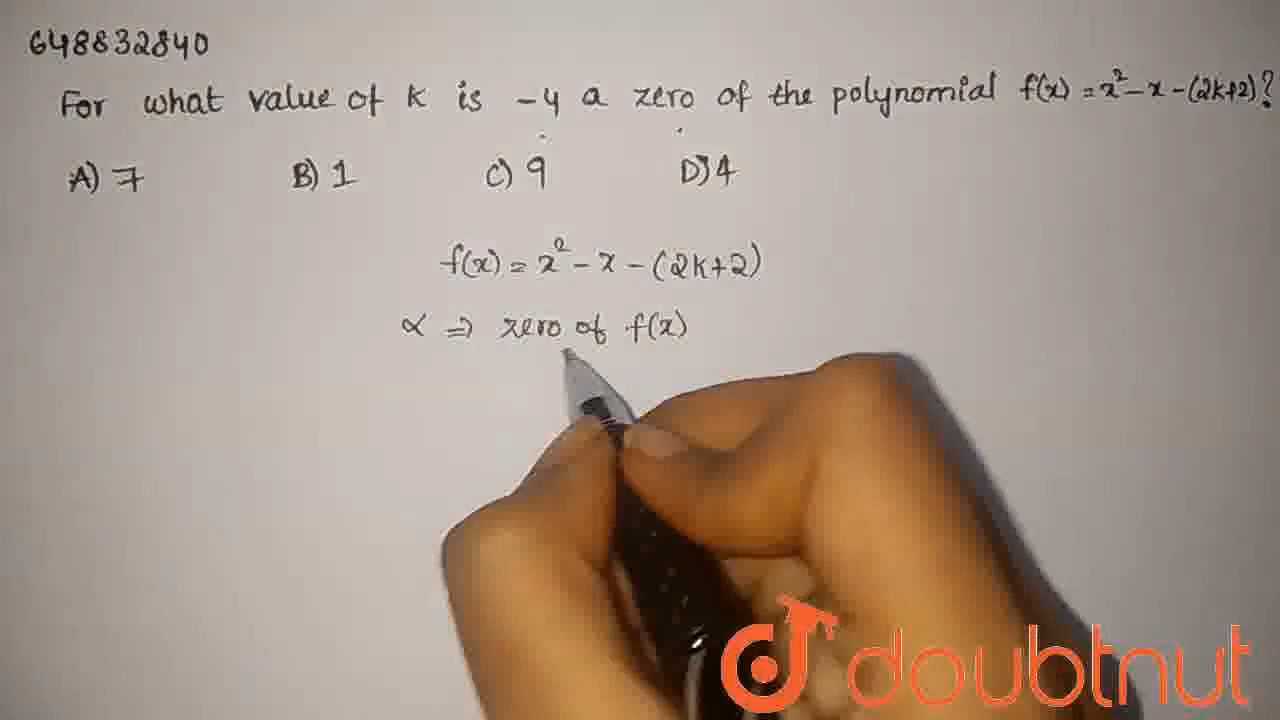 648832840
For what value of k is -4 a zero of the polynomial f(x) = x² - x - (2k+2)?
A) 7 B) 1 C) 9 D) 4
f(x) = x² - x - (2k+2)
α ⇒ zero of f(x)
doubtnut